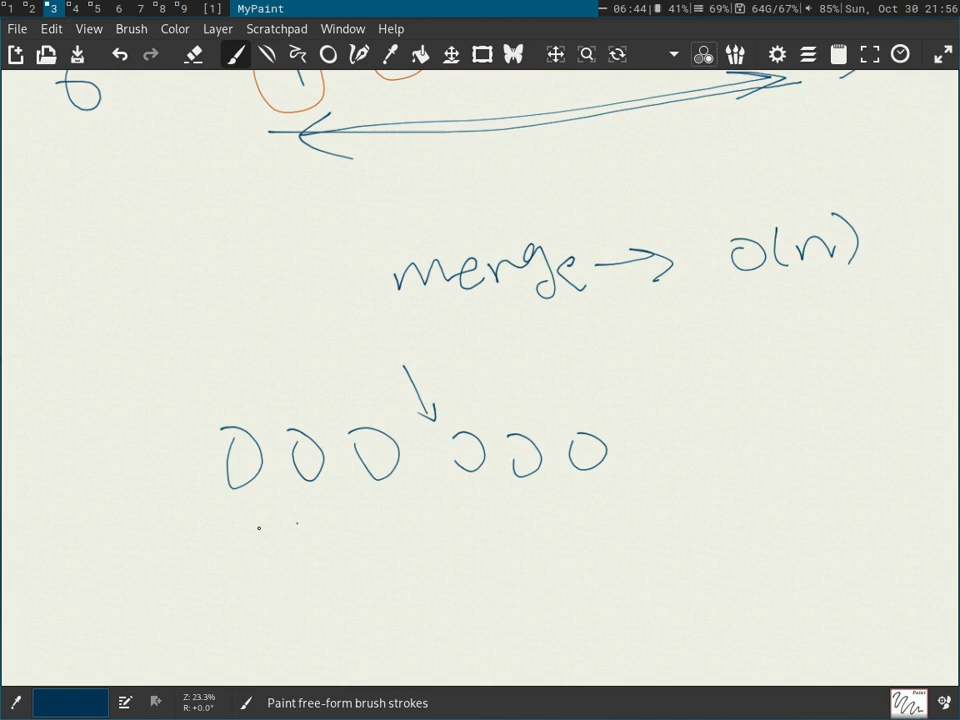 1 2 3 4 5 6 7 8 9 [1] MyPaint 06:44 41% 69% 64G/67% 85% Sun, Oct 30 21:56
File Edit View Brush Color Layer Scratchpad Window Help
merge → O(n)
Z: 23.3%
R: +0.0°
Paint free-form brush strokes